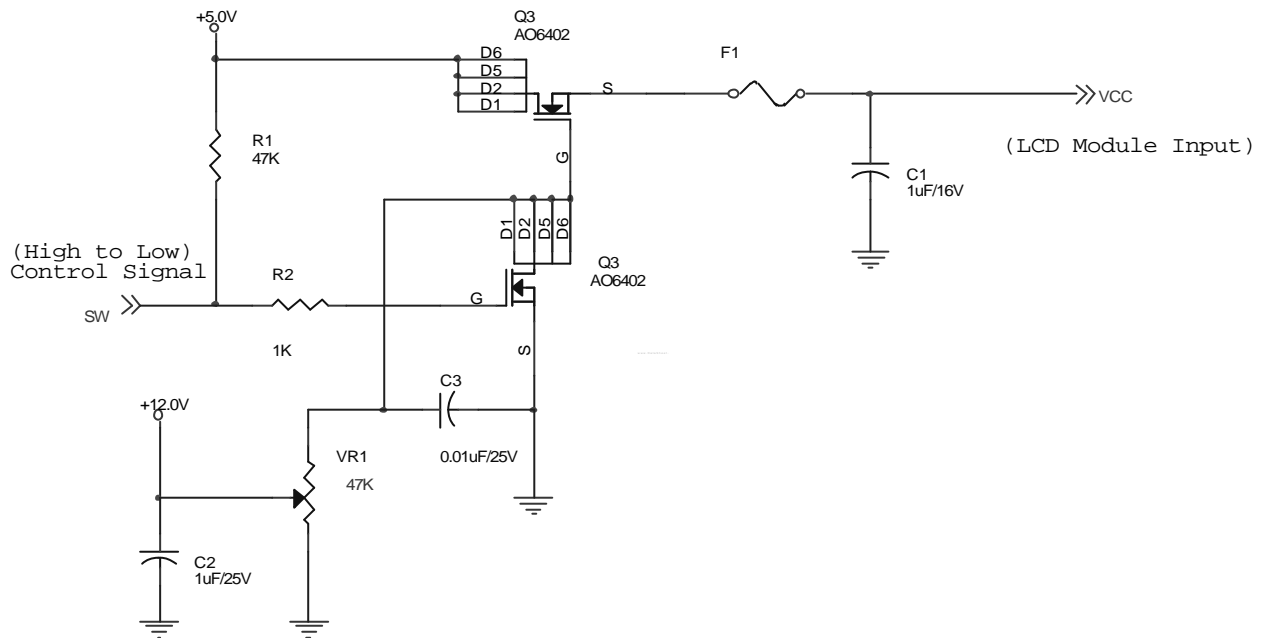 +5.0V
Q3
AO6402
D6
D5
D2
D1
S
F1
VCC
(LCD Module Input)
R1
47K
G
C1
1uF/16V
D1
D2
D5
D6
(High to Low)
Control Signal
SW
R2
1K
G
Q3
AO6402
S
C3
0.01uF/25V
+12.0V
VR1
47K
C2
1uF/25V